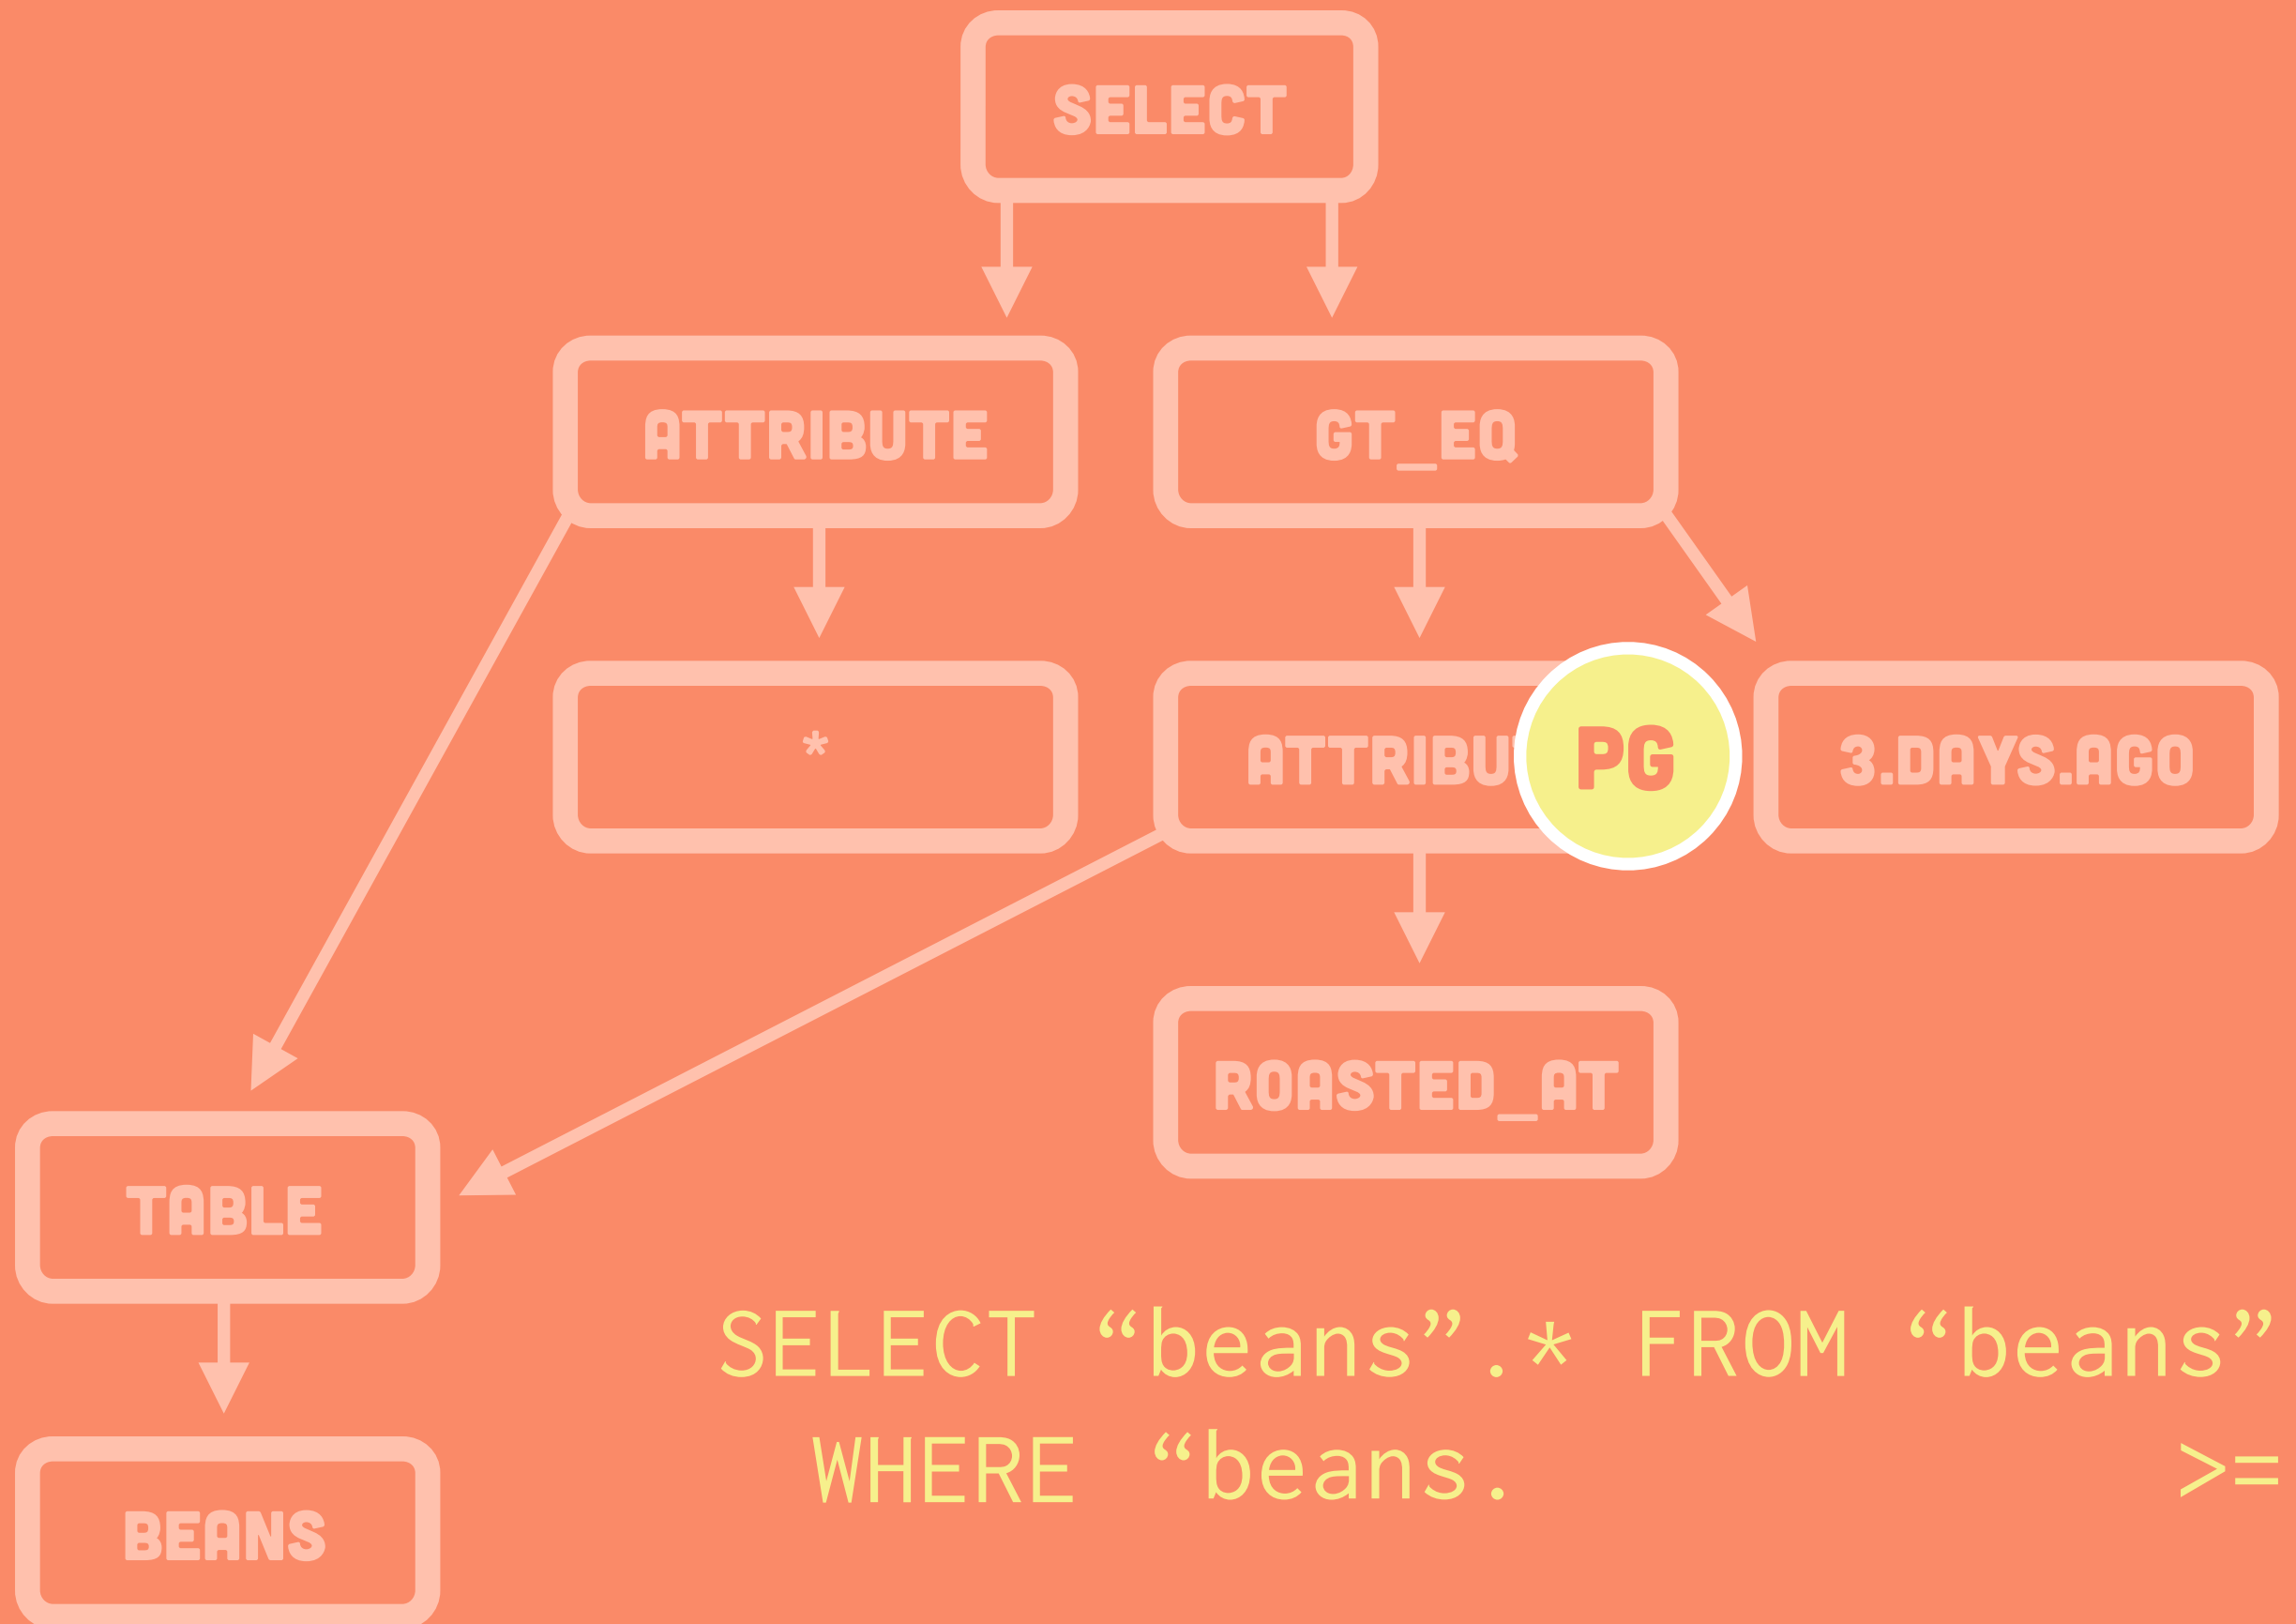 SELECT
ATTRIBUTE
GT_EQ
*
ATTRIBU
PG
3.DAYS.AGO
ROASTED_AT
TABLE
BEANS
SELECT “beans”.* FROM “beans”
WHERE “beans. >=